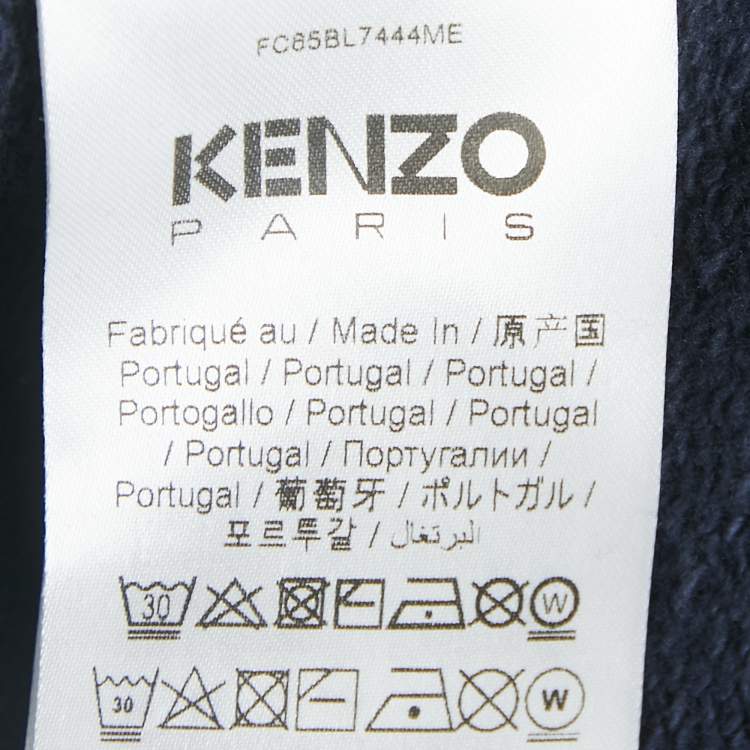 FC65BL7444ME
KENZO
PARIS
Fabriqué au / Made In / 原产国
Portugal / Portugal / Portugal /
Portogallo / Portugal / Portugal
/ Portugal / Португалии /
Portugal / 葡萄牙 / ポルトガル /
포르투갈 / البرتغال
30 W
30 W